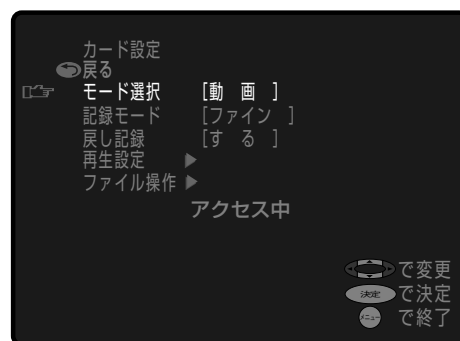 カード設定
戻る
モード選択 [動 画 ]
記録モード [ファイン ]
戻し記録 [す る ]
再生設定 ▶
ファイル操作 ▶
アクセス中
で変更
決定 で決定
メニュー で終了